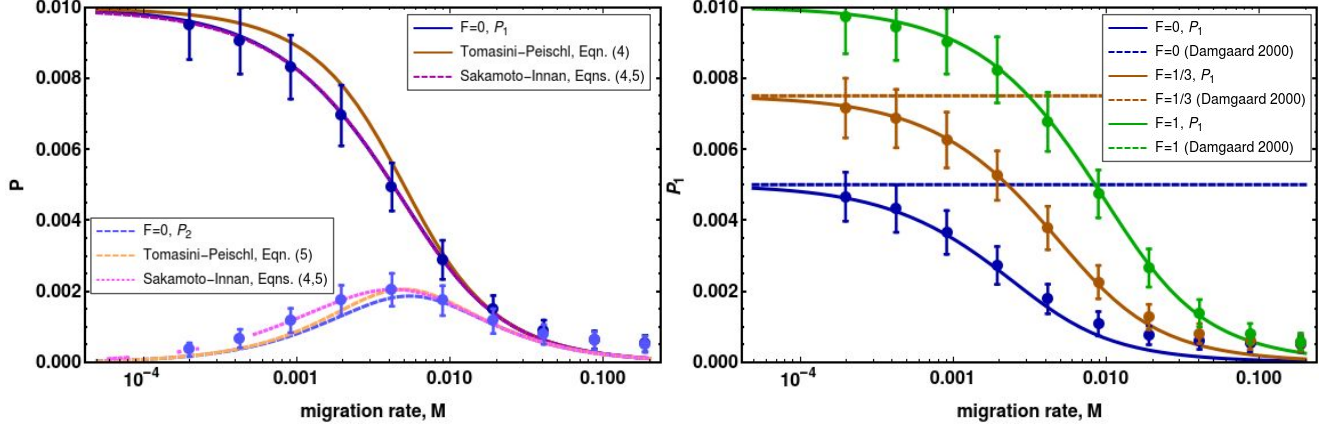 0.010
0.008
0.006
0.004
0.002
0.000
P
F=0, P₁
Tomasini−Peischl, Eqn. (4)
Sakamoto−Innan, Eqns. (4,5)
F=0, P₂
Tomasini−Peischl, Eqn. (5)
Sakamoto−Innan, Eqns. (4,5)
10⁻⁴ 0.001 0.010 0.100
migration rate, M
0.010
0.008
0.006
0.004
0.002
0.000
P₁
F=0, P₁
F=0 (Damgaard 2000)
F=1/3, P₁
F=1/3 (Damgaard 2000)
F=1, P₁
F=1 (Damgaard 2000)
10⁻⁴ 0.001 0.010 0.100
migration rate, M